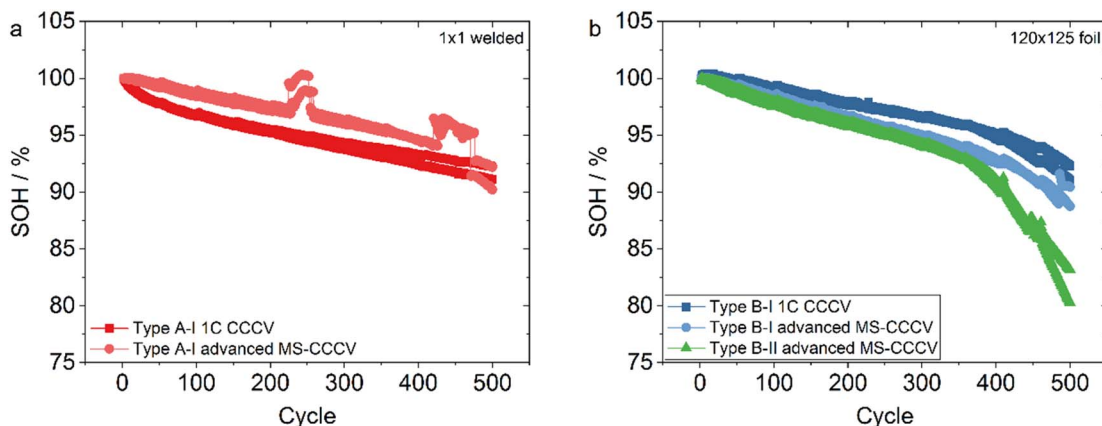 a
1x1 welded
SOH / %
105
100
95
90
85
80
75
Type A-I 1C CCCV
Type A-I advanced MS-CCCV
0 100 200 300 400 500
Cycle
b
120x125 foil
SOH / %
105
100
95
90
85
80
75
Type B-I 1C CCCV
Type B-I advanced MS-CCCV
Type B-II advanced MS-CCCV
0 100 200 300 400 500
Cycle